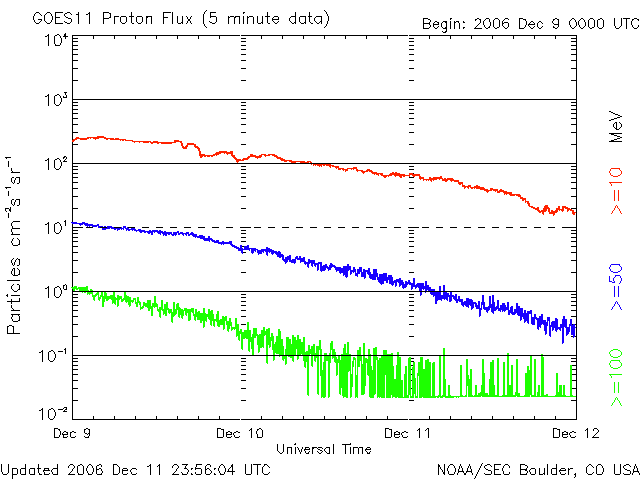 GOES11 Proton Flux (5 minute data)
Begin: 2006 Dec 9 0000 UTC
10⁴
10³
10²
10¹
10⁰
10⁻¹
10⁻²
Particles cm⁻²s⁻¹sr⁻¹
MeV
>=10
>=50
>=100
Dec 9
Dec 10
Dec 11
Dec 12
Universal Time
Updated 2006 Dec 11 23:56:04 UTC
NOAA/SEC Boulder, CO USA